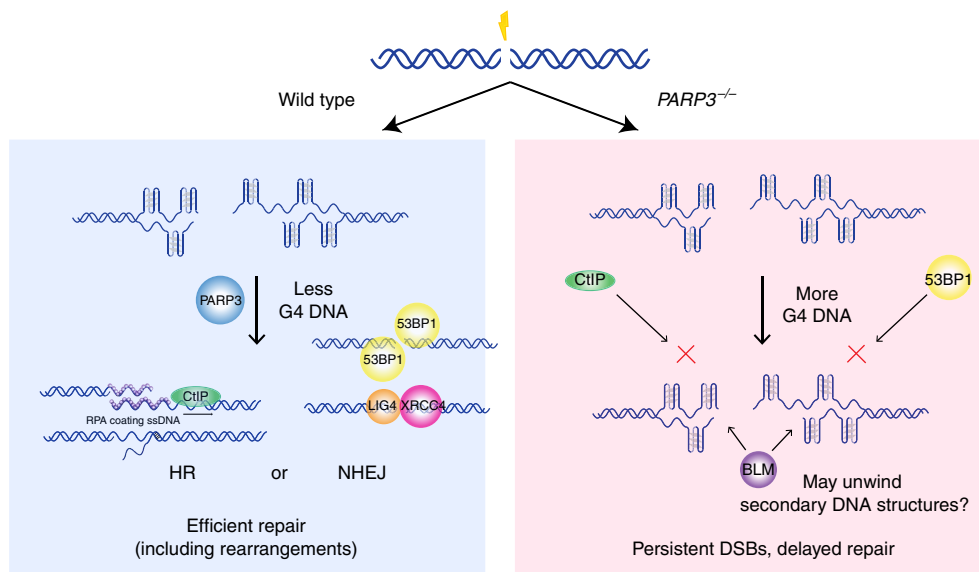 Wild type
PARP3−/−
PARP3
Less
G4 DNA
53BP1
53BP1
CtIP
RPA coating ssDNA
LIG4
XRCC4
HR
or
NHEJ
Efficient repair
(including rearrangements)
CtIP
53BP1
More
G4 DNA
BLM
May unwind
secondary DNA structures?
Persistent DSBs, delayed repair